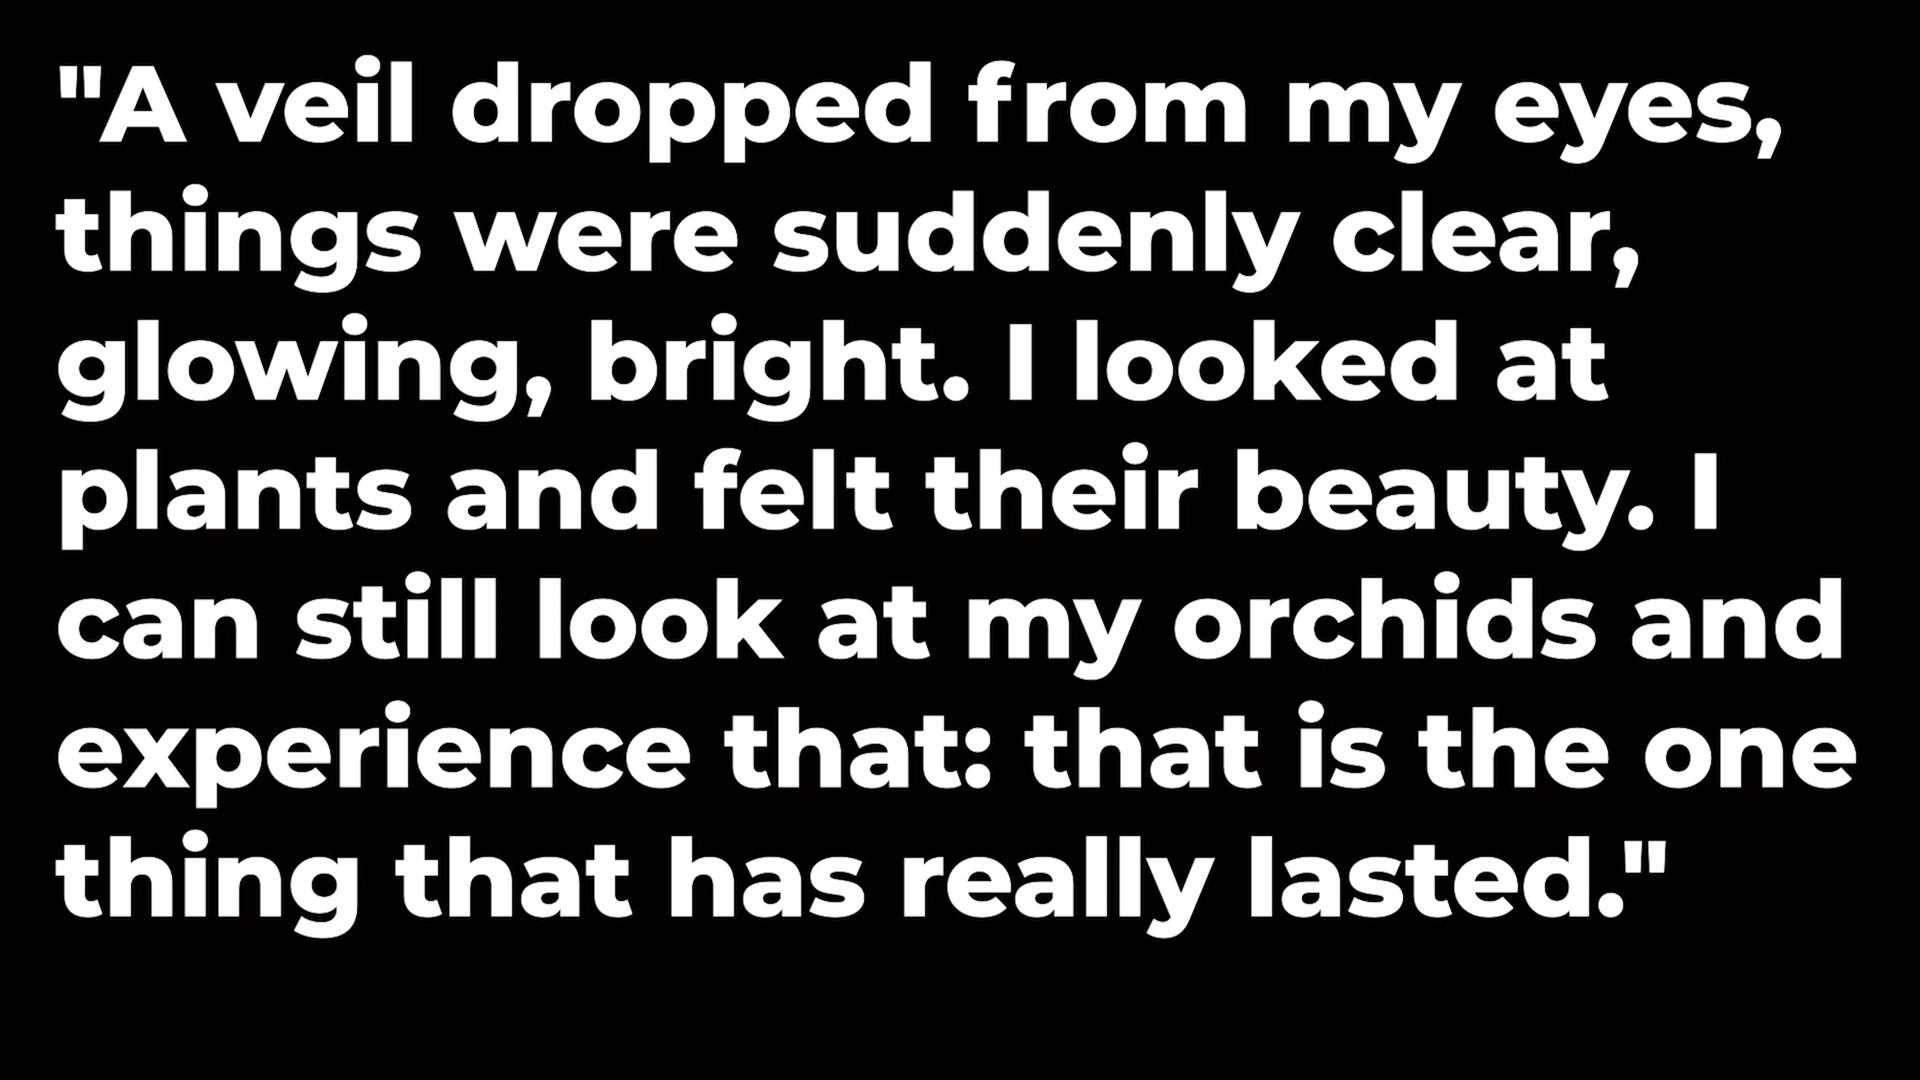 "A veil dropped from my eyes,
things were suddenly clear,
glowing, bright. I looked at
plants and felt their beauty. I
can still look at my orchids and
experience that: that is the one
thing that has really lasted."